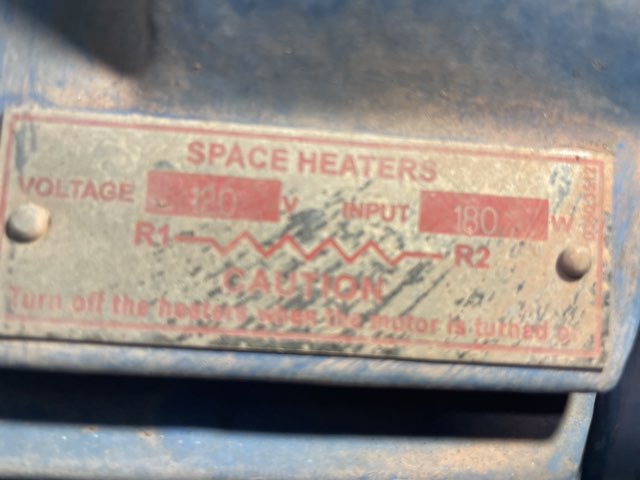 SPACE HEATERS
VOLTAGE 120 V INPUT 180 W
R1 R2
CAUTION
Turn off the heaters when the motor is turned